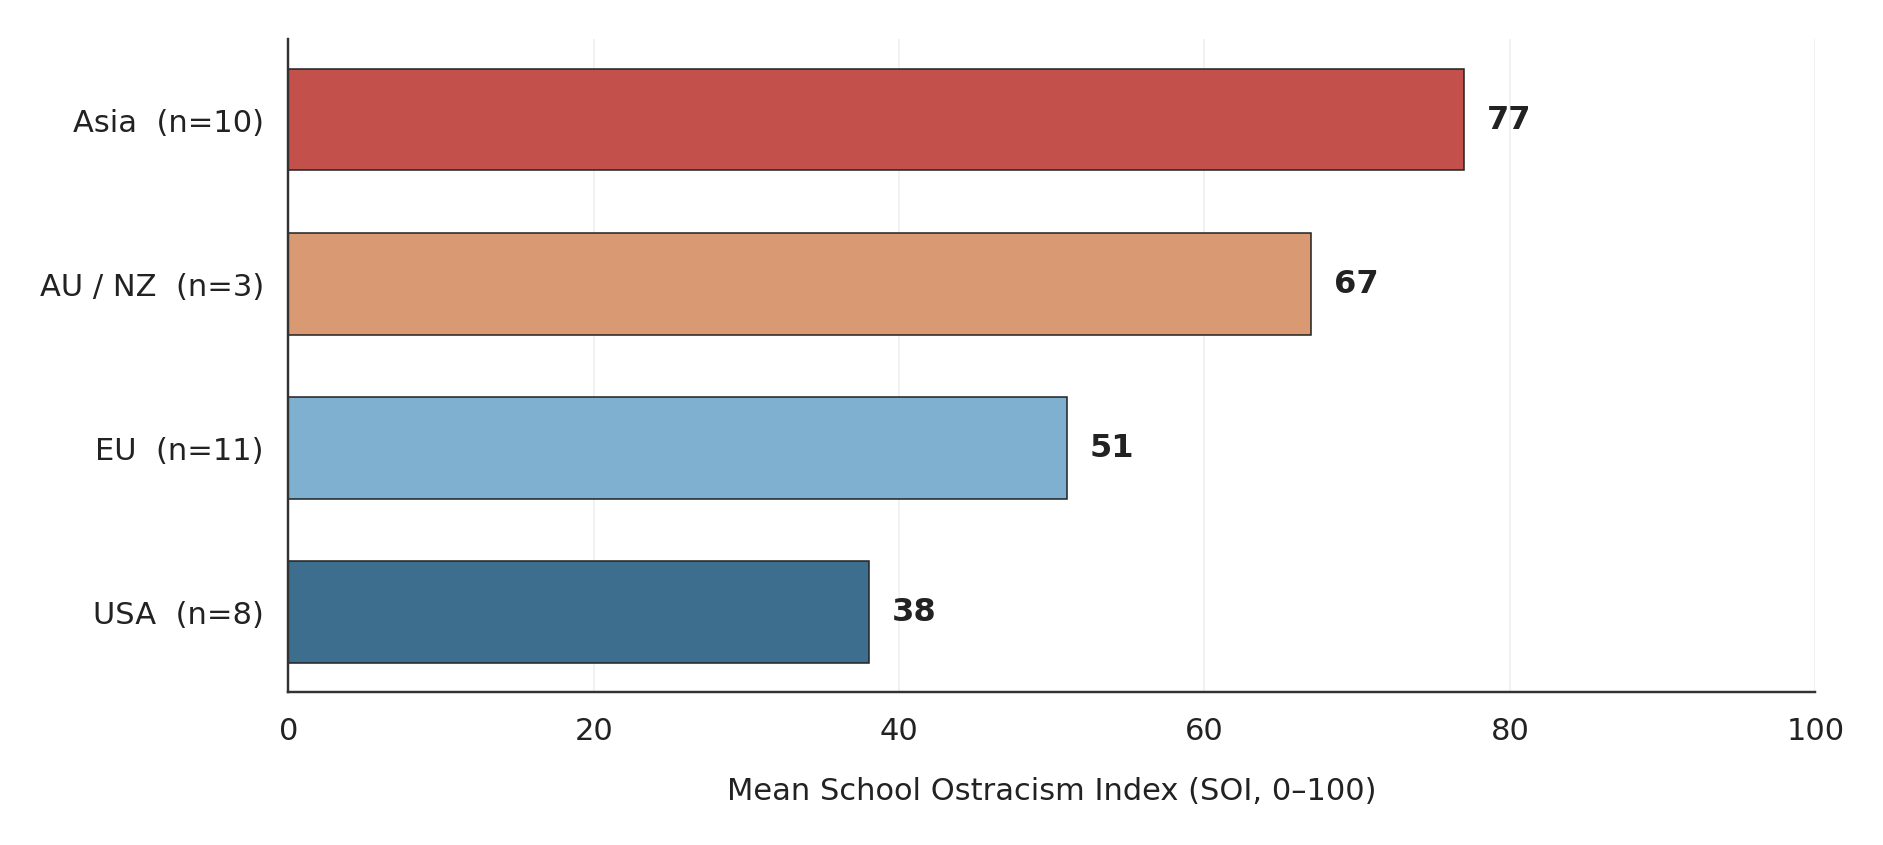 Asia (n=10)
77
AU / NZ (n=3)
67
EU (n=11)
51
USA (n=8)
38
0 20 40 60 80 100
Mean School Ostracism Index (SOI, 0–100)